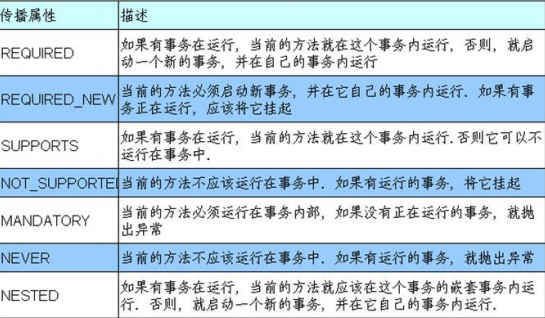 传播属性 描述
REQUIRED 如果有事务在运行，当前的方法就在这个事务内运行，否则，就启
动一个新的事务，并在自己的事务内运行
REQUIRED_NEW 当前的方法必须启动新事务，并在它自己的事务内运行．如果有事
务正在运行，应该将它挂起
SUPPORTS 如果有事务在运行，当前的方法就在这个事务内运行．否则它可以不
运行在事务中．
NOT_SUPPORTED 当前的方法不应该运行在事务中．如果有运行的事务，将它挂起
MANDATORY 当前的方法必须运行在事务内部，如果没有正在运行的事务，就抛
出异常
NEVER 当前的方法不应该运行在事务中．如果有运行的事务，就抛出异常
NESTED 如果有事务在运行，当前的方法就应该在这个事务的嵌套事务内运
行．否则，就启动一个新的事务，并在它自己的事务内运行．